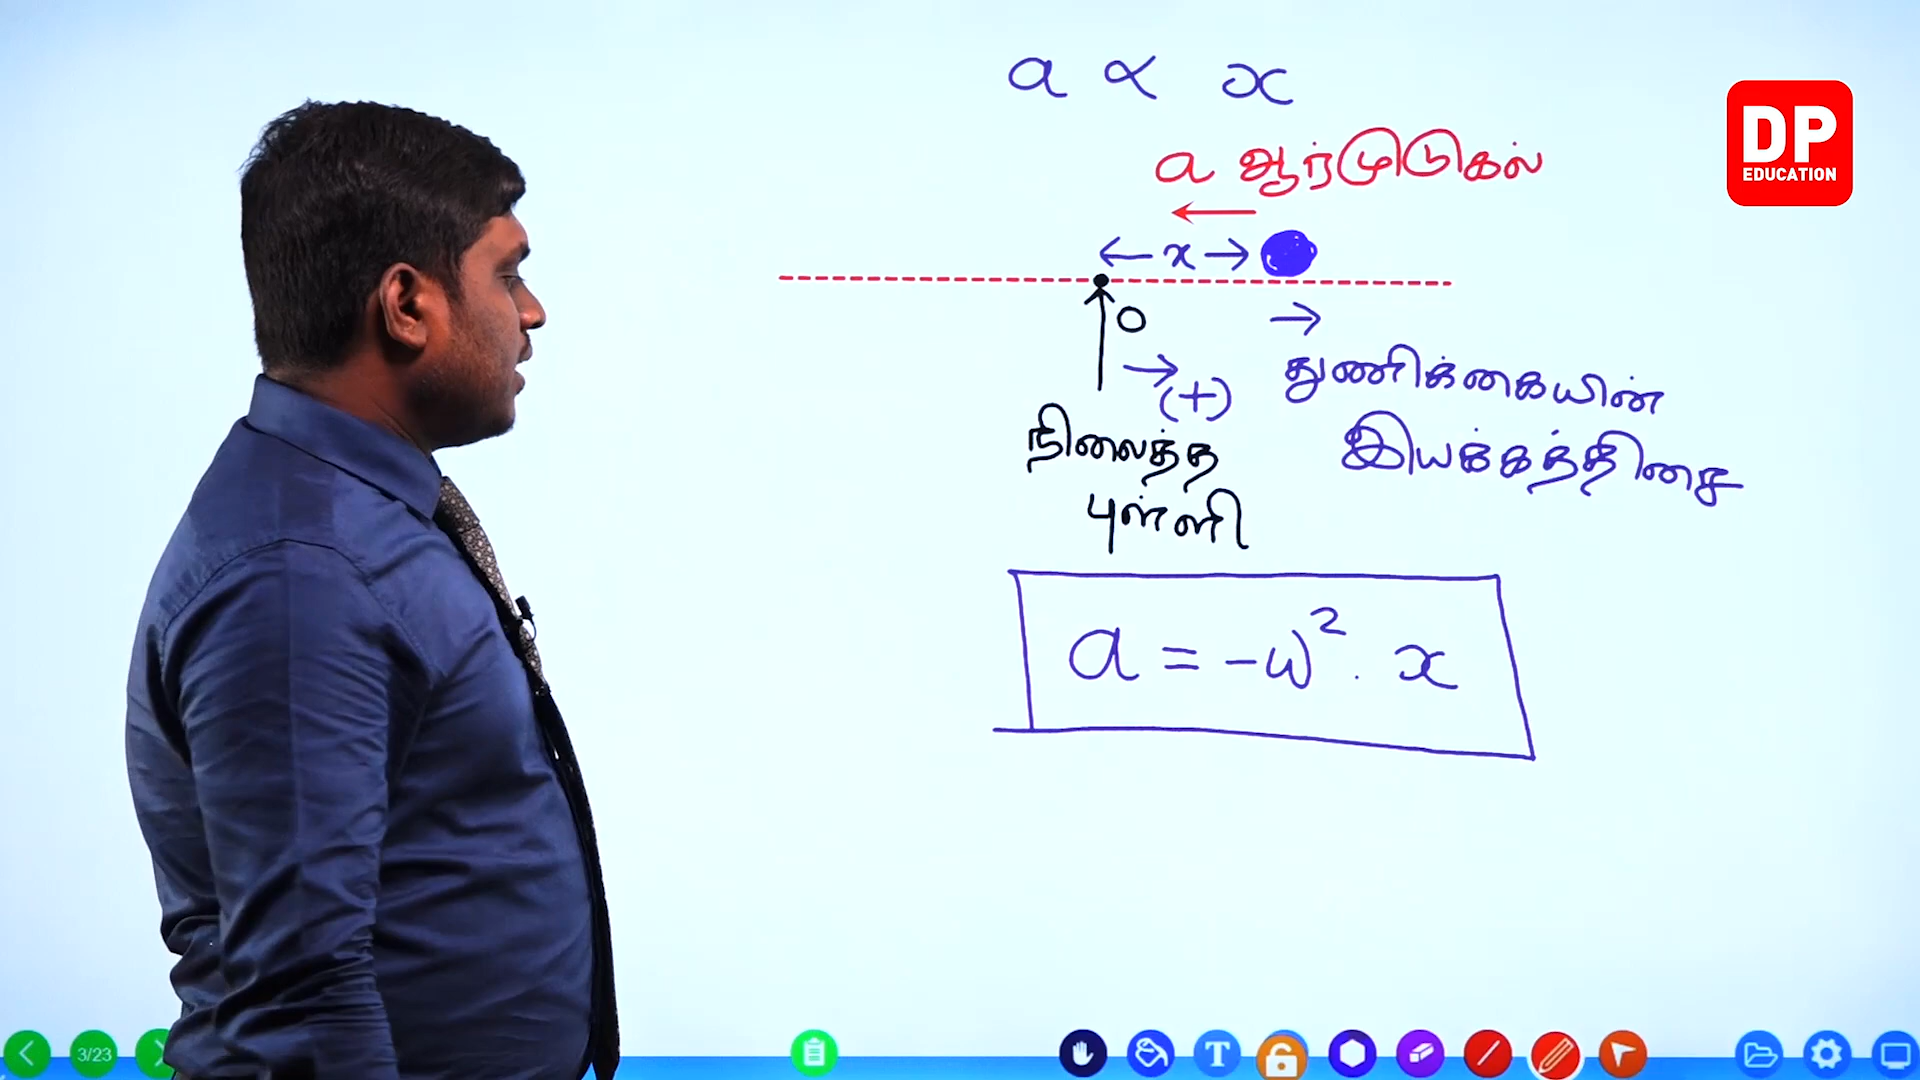 a ∝ x
a ஆர்முடுகல்
x
O
(+)
நிலைத்த
புள்ளி
துணிக்கையின்
இயக்கத்திசை
a = -ω² . x
DP
EDUCATION
3/23
T